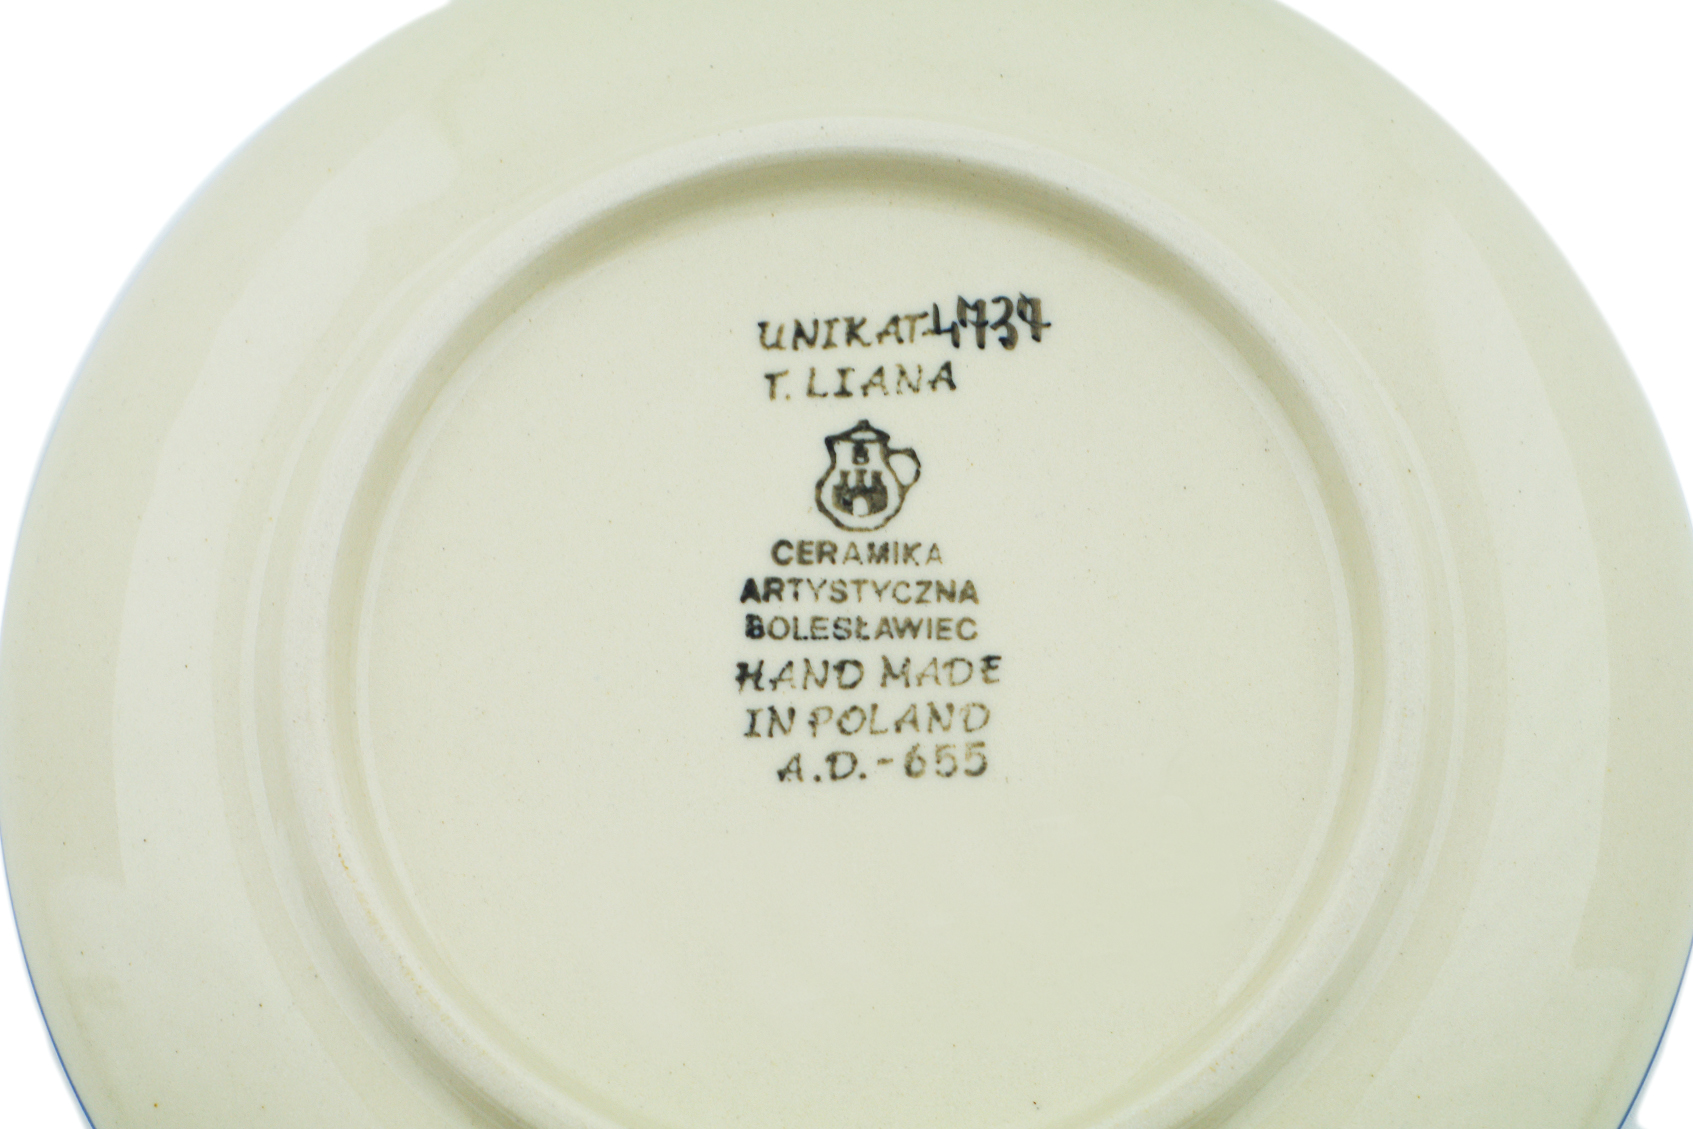 UNIKAT-4737
T. LIANA
B
CERAMIKA
ARTYSTYCZNA
BOLESŁAWIEC
HAND MADE
IN POLAND
A.D.-655